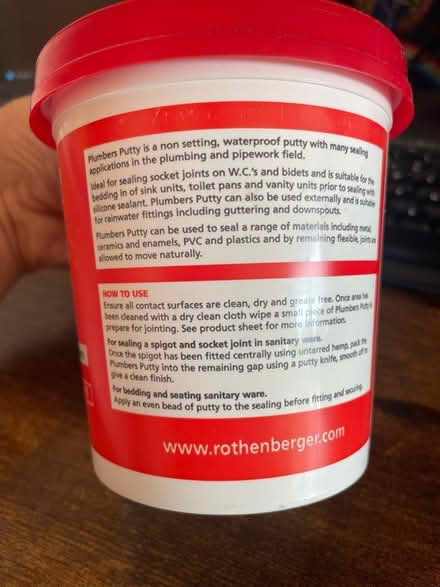 Plumbers Putty is a non setting, waterproof putty with many sealing
applications in the plumbing and pipework field.
Ideal for sealing socket joints on W.C.'s and bidets and is suitable for the
bedding in of sink units, toilet pans and vanity units prior to sealing with
silicone sealant. Plumbers Putty can also be used externally and is suitable
for rainwater fittings including guttering and downspouts.
Plumbers Putty can be used to seal a range of materials including metal,
ceramics and enamels, PVC and plastics and by remaining flexible, joints are
allowed to move naturally.
HOW TO USE
Ensure all contact surfaces are clean, dry and grease free. Once area has
been cleaned with a dry clean cloth wipe a small piece of Plumbers Putty to
prepare for jointing. See product sheet for more information.
For sealing a spigot and socket joint in sanitary ware.
Once the spigot has been fitted centrally using untarred hemp, pack the
Plumbers Putty into the remaining gap using a putty knife, smooth off to
give a clean finish.
For bedding and seating sanitary ware.
Apply an even bead of putty to the sealing before fitting and securing.
www.rothenberger.com